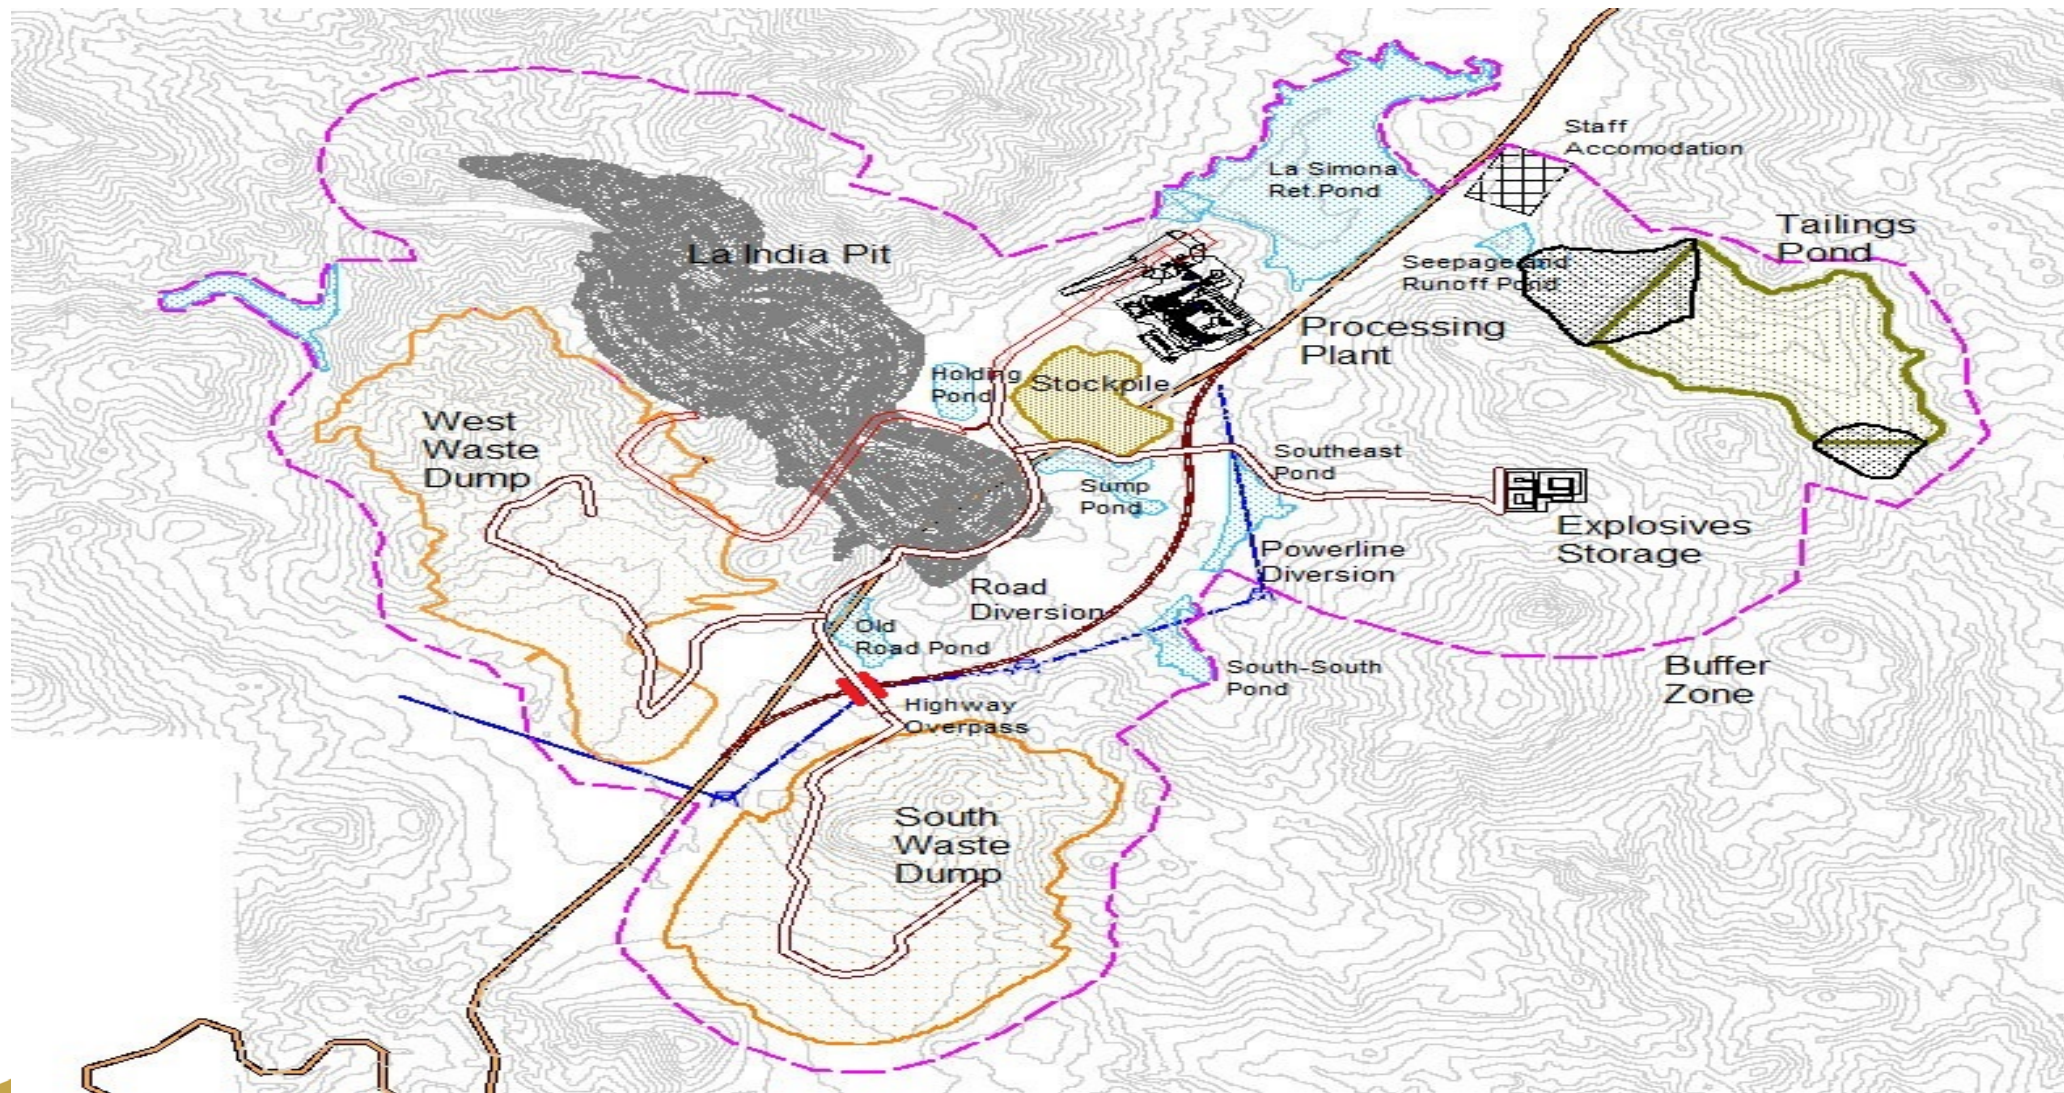 Staff
Accomodation
La Simona
Ret.Pond
Tailings
Pond
La India Pit
Seepage and
Runoff Pond
Processing
Plant
Holding
Pond
Stockpile
West
Waste
Dump
Southeast
Pond
Sump
Pond
Explosives
Storage
Powerline
Diversion
Road
Diversion
Old
Road Pond
South-South
Pond
Buffer
Zone
Highway
Overpass
South
Waste
Dump